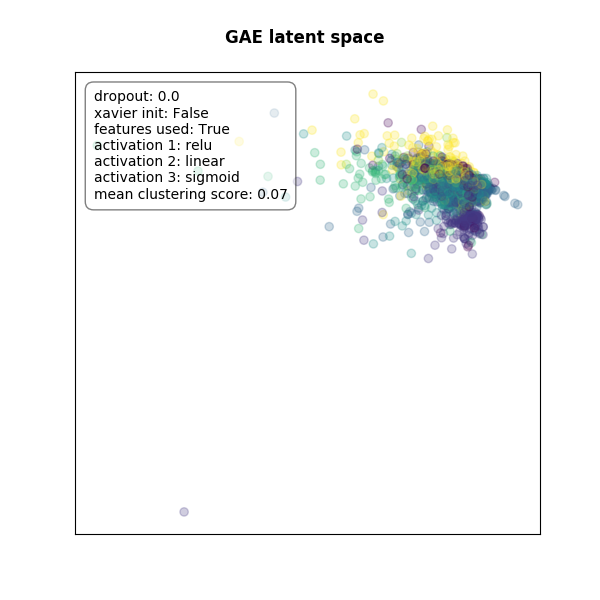 GAE latent space
dropout: 0.0
xavier init: False
features used: True
activation 1: relu
activation 2: linear
activation 3: sigmoid
mean clustering score: 0.07